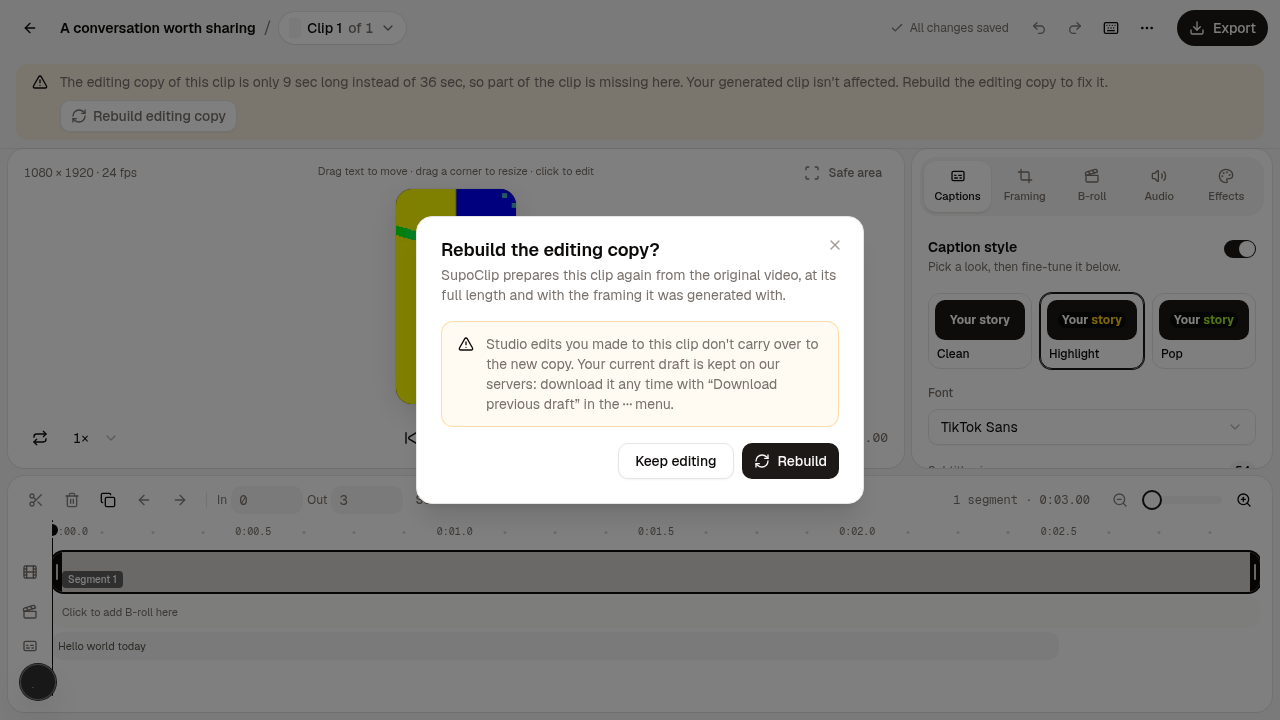 A conversation worth sharing / Clip 1 of 1 All changes saved Export
The editing copy of this clip is only 9 sec long instead of 36 sec, so part of the clip is missing here. Your generated clip isn't affected. Rebuild the editing copy to fix it.
Rebuild editing copy
1080 × 1920 · 24 fps Drag text to move · drag a corner to resize · click to edit Safe area
Captions Framing B-roll Audio Effects
Rebuild the editing copy?
SupoClip prepares this clip again from the original video, at its
full length and with the framing it was generated with.
Studio edits you made to this clip don't carry over to
the new copy. Your current draft is kept on our
servers: download it any time with “Download
previous draft” in the ··· menu.
Keep editing Rebuild
Caption style
Pick a look, then fine-tune it below.
Your story Your story Your story
Clean Highlight Pop
Font
TikTok Sans
1× .00
In 0 Out 3 1 segment · 0:03.00
:00.0 0:00.5 0:01.0 0:01.5 0:02.0 0:02.5
Segment 1
Click to add B-roll here
Hello world today